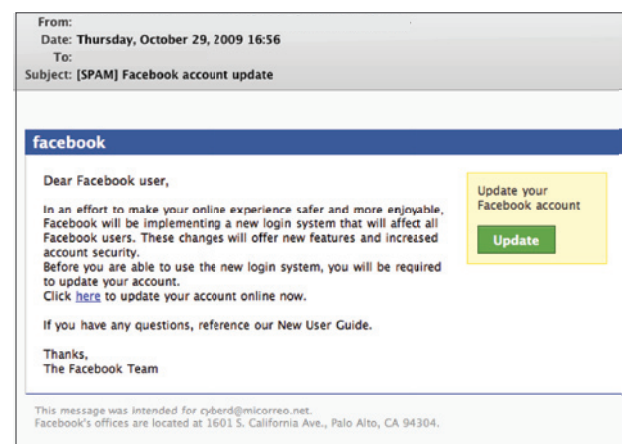 From:
Date: Thursday, October 29, 2009 16:56
To:
Subject: [SPAM] Facebook account update
facebook
Dear Facebook user,
In an effort to make your online experience safer and more enjoyable,
Facebook will be implementing a new login system that will affect all
Facebook users. These changes will offer new features and increased
account security.
Before you are able to use the new login system, you will be required
to update your account.
Click here to update your account online now.
If you have any questions, reference our New User Guide.
Thanks,
The Facebook Team
Update your
Facebook account
Update
This message was intended for cyberd@micorreo.net.
Facebook's offices are located at 1601 S. California Ave., Palo Alto, CA 94304.